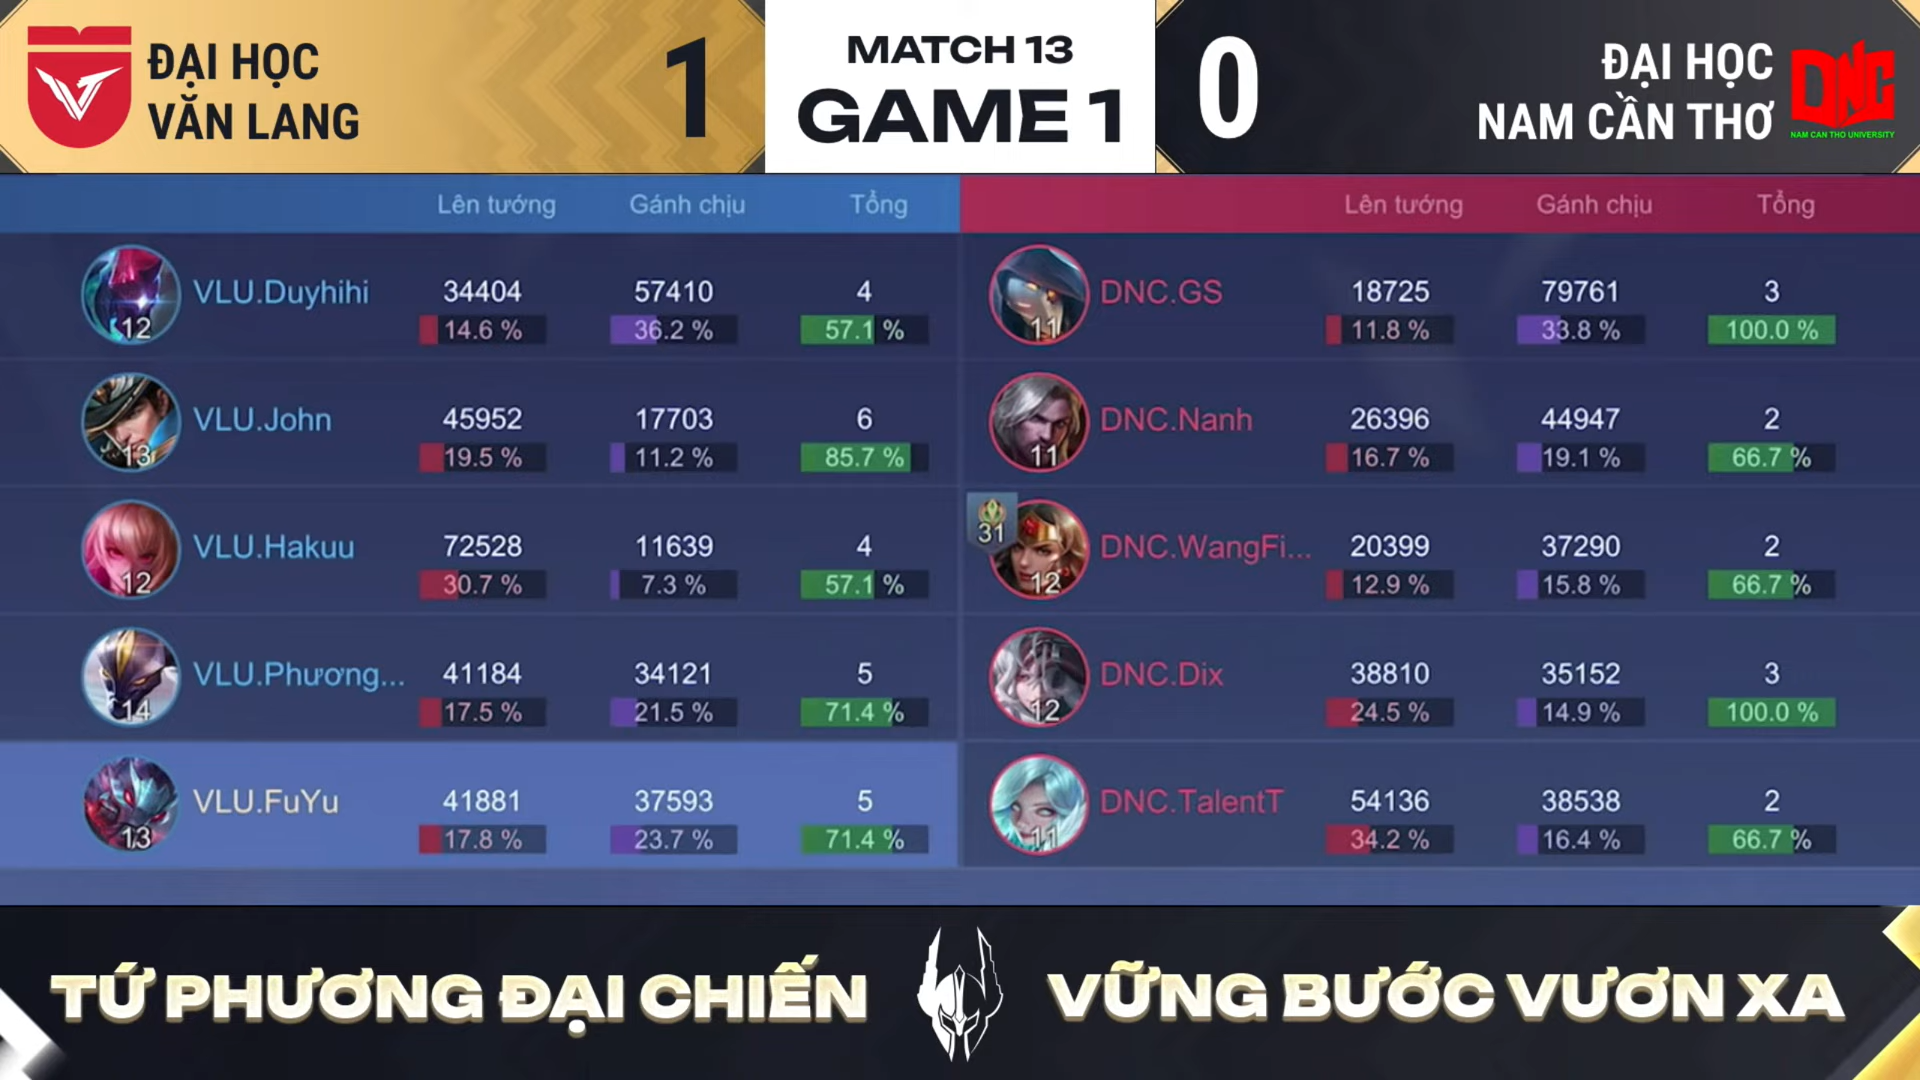 ĐẠI HỌC
VĂN LANG
1
MATCH 13
GAME 1
0
ĐẠI HỌC
NAM CẦN THƠ
DNC
NAM CAN THO UNIVERSITY
Lên tướng Gánh chịu Tổng
Lên tướng Gánh chịu Tổng
12 VLU.Duyhihi 34404 57410 4
14.6 % 36.2 % 57.1 %
13 VLU.John 45952 17703 6
19.5 % 11.2 % 85.7 %
12 VLU.Hakuu 72528 11639 4
30.7 % 7.3 % 57.1 %
14 VLU.Phương... 41184 34121 5
17.5 % 21.5 % 71.4 %
13 VLU.FuYu 41881 37593 5
17.8 % 23.7 % 71.4 %
11 DNC.GS 18725 79761 3
11.8 % 33.8 % 100.0 %
11 DNC.Nanh 26396 44947 2
16.7 % 19.1 % 66.7 %
31 12 DNC.WangFi... 20399 37290 2
12.9 % 15.8 % 66.7 %
12 DNC.Dix 38810 35152 3
24.5 % 14.9 % 100.0 %
11 DNC.TalentT 54136 38538 2
34.2 % 16.4 % 66.7 %
TỨ PHƯƠNG ĐẠI CHIẾN
VỮNG BƯỚC VƯƠN XA